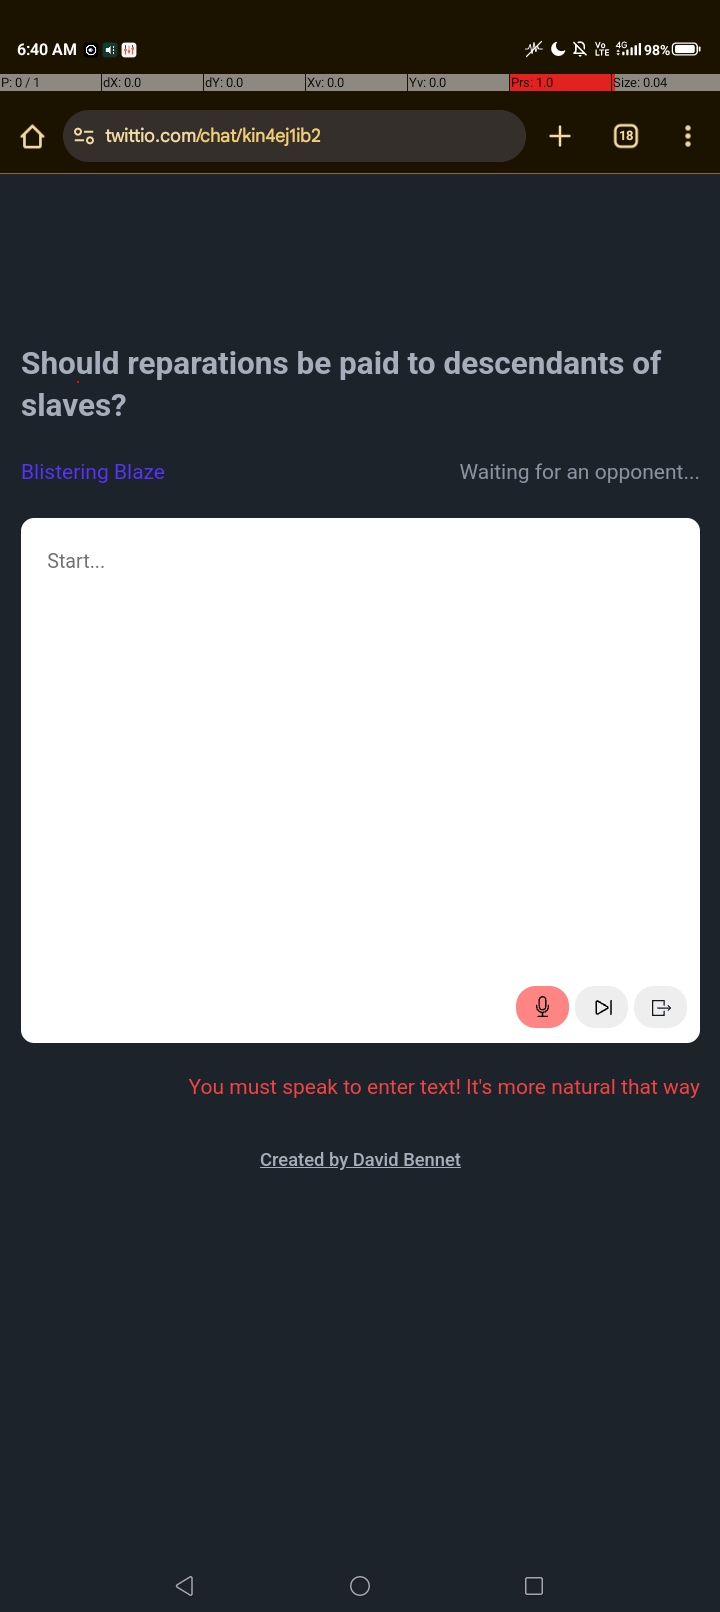 6:40 AM
Vo LTE 4G 98%
P: 0 / 1 dX: 0.0 dY: 0.0 Xv: 0.0 Yv: 0.0 Prs: 1.0 Size: 0.04
twittio.com/chat/kin4ej1ib2 18
Should reparations be paid to descendants of
slaves?
Blistering Blaze Waiting for an opponent...
Start...
You must speak to enter text! It's more natural that way
Created by David Bennet